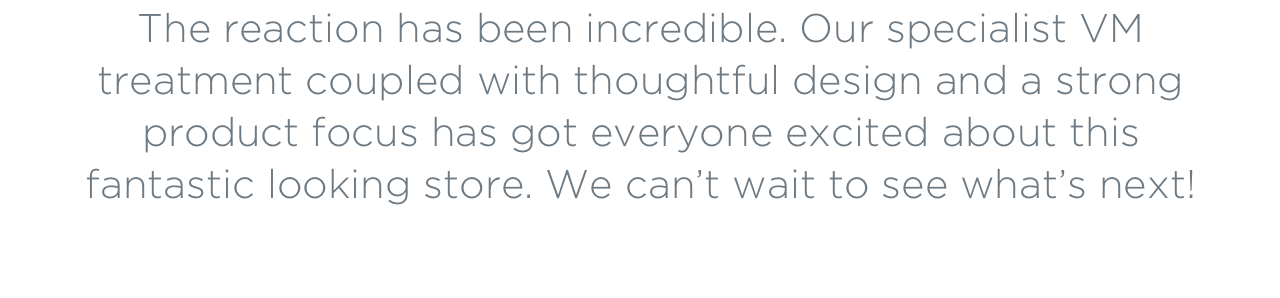 The reaction has been incredible. Our specialist VM
treatment coupled with thoughtful design and a strong
product focus has got everyone excited about this
fantastic looking store. We can’t wait to see what’s next!